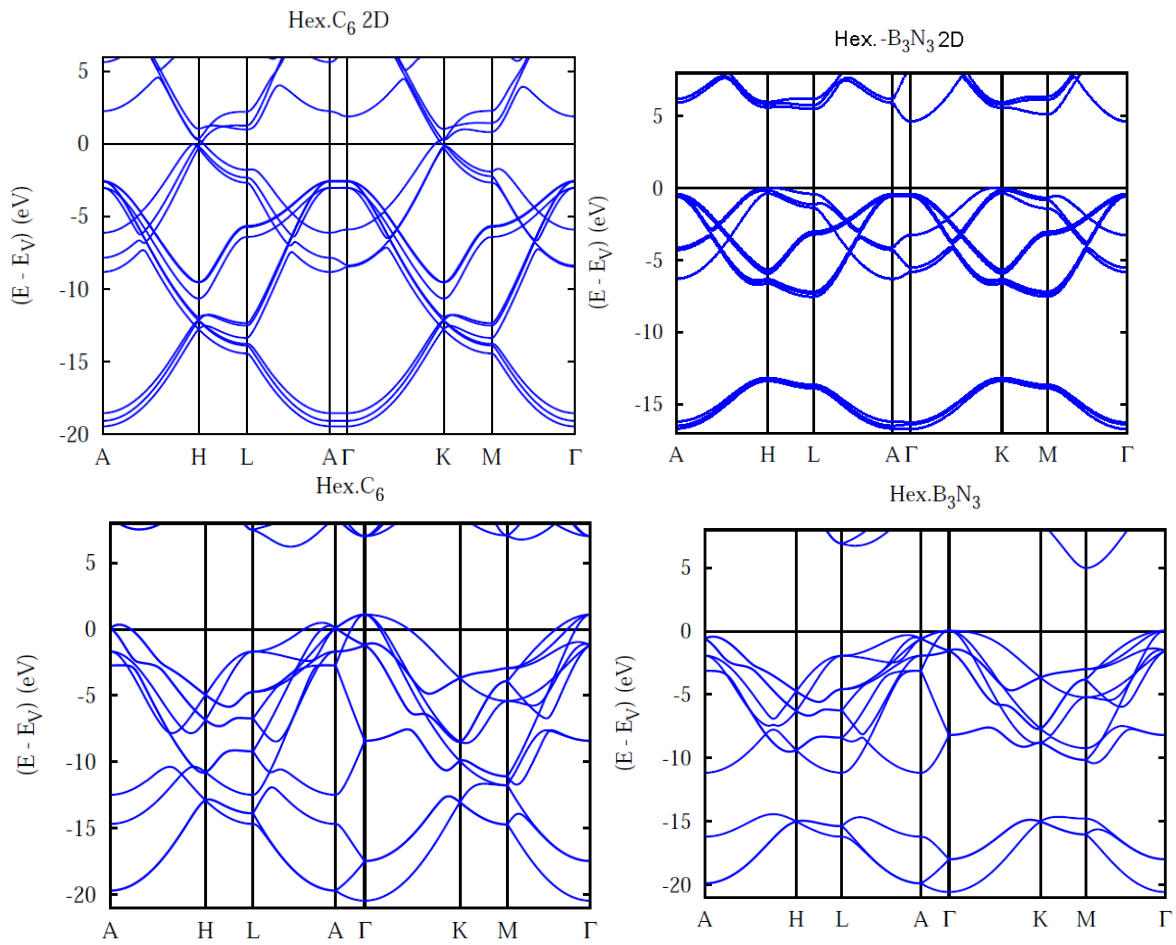 Hex.C6 2D
5
0
-5
-10
-15
-20
(E - EV) (eV)
A H L A Γ K M Γ
Hex. -B3N3 2D
5
0
-5
-10
-15
(E - EV) (eV)
A H L A Γ K M Γ
Hex.C6
5
0
-5
-10
-15
-20
(E - EV) (eV)
A H L A Γ K M Γ
Hex.B3N3
5
0
-5
-10
-15
-20
(E - EV) (eV)
A H L A Γ K M Γ